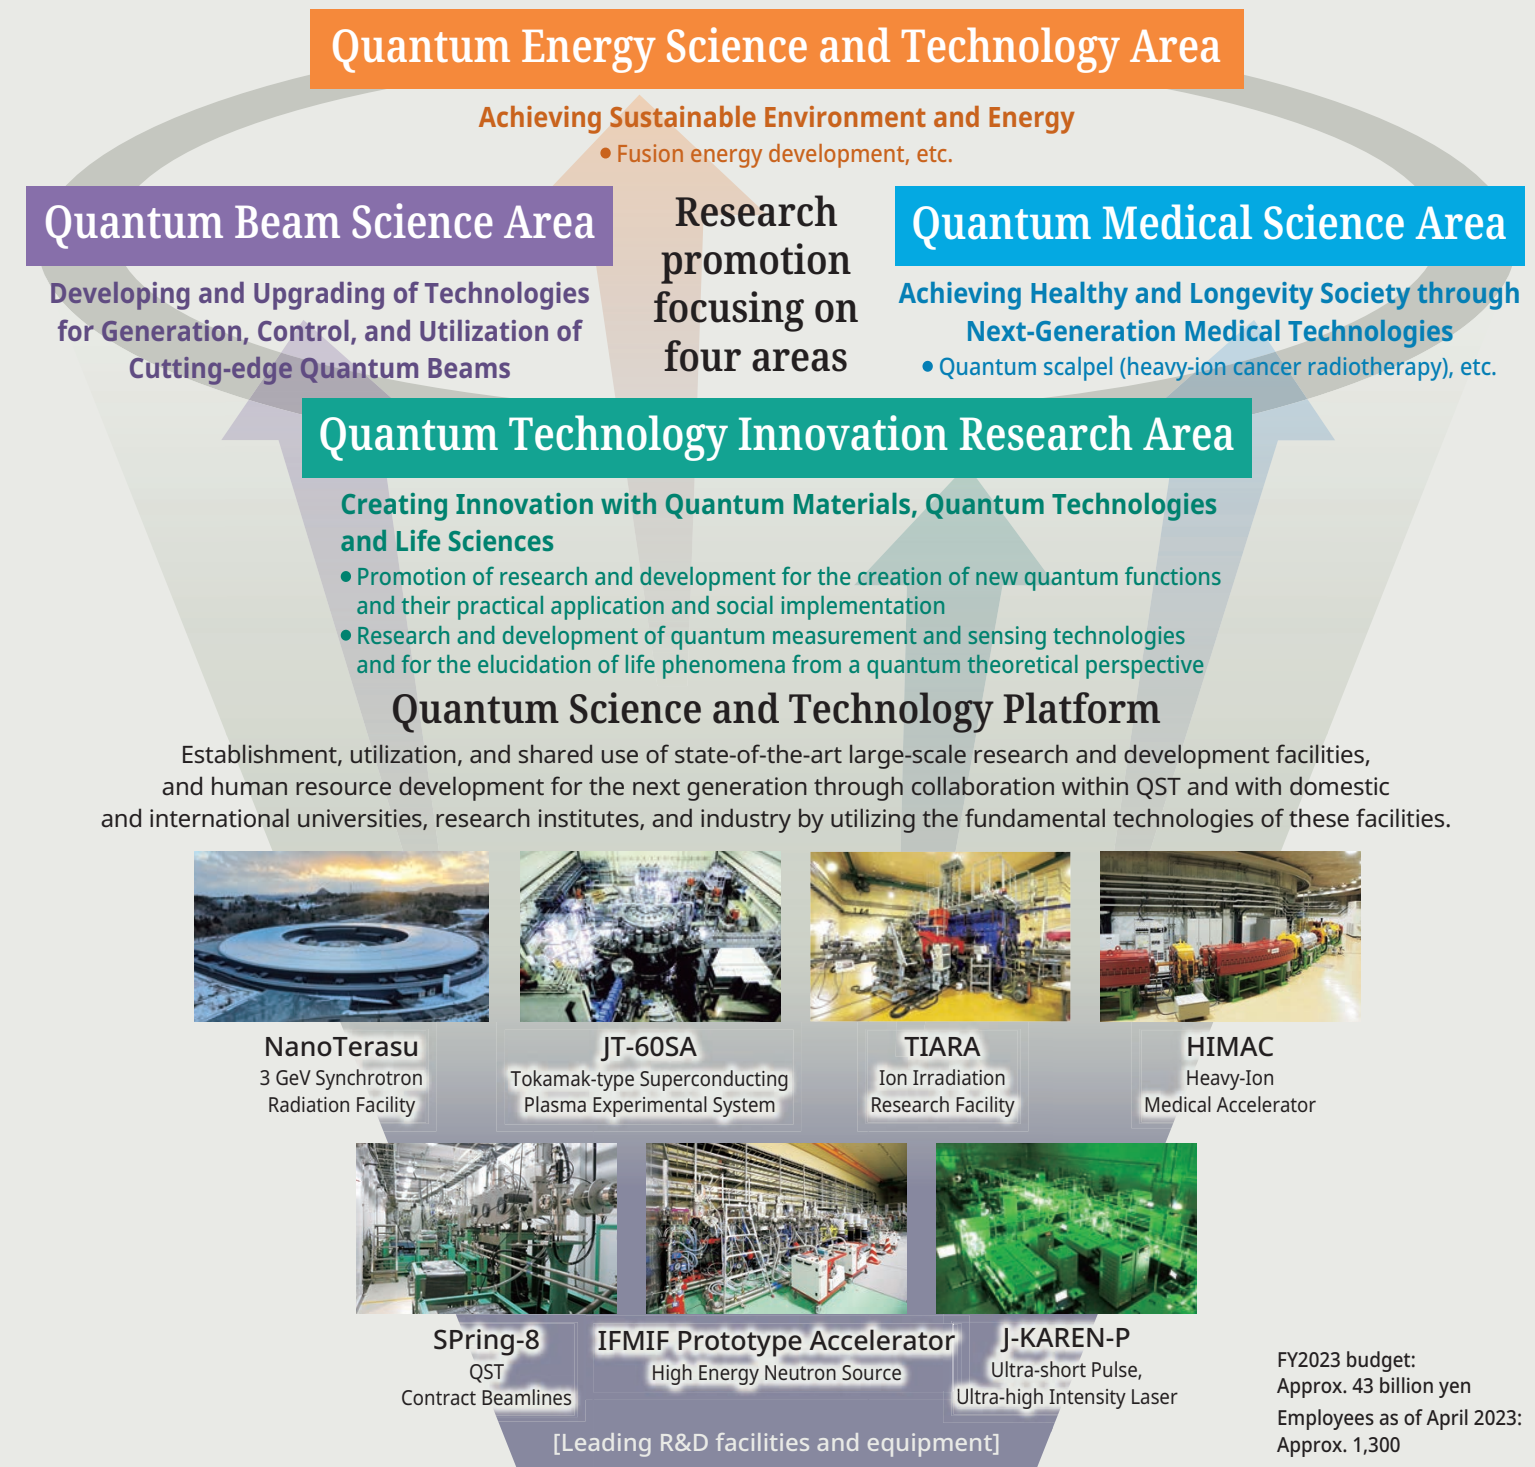 Quantum Energy Science and Technology Area
Achieving Sustainable Environment and Energy
● Fusion energy development, etc.
Quantum Beam Science Area
Developing and Upgrading of Technologies
for Generation, Control, and Utilization of
Cutting-edge Quantum Beams
Research
promotion
focusing on
four areas
Quantum Medical Science Area
Achieving Healthy and Longevity Society through
Next-Generation Medical Technologies
● Quantum scalpel (heavy-ion cancer radiotherapy), etc.
Quantum Technology Innovation Research Area
Creating Innovation with Quantum Materials, Quantum Technologies
and Life Sciences
● Promotion of research and development for the creation of new quantum functions
and their practical application and social implementation
● Research and development of quantum measurement and sensing technologies
and for the elucidation of life phenomena from a quantum theoretical perspective
Quantum Science and Technology Platform
Establishment, utilization, and shared use of state-of-the-art large-scale research and development facilities,
and human resource development for the next generation through collaboration within QST and with domestic
and international universities, research institutes, and industry by utilizing the fundamental technologies of these facilities.
NanoTerasu
3 GeV Synchrotron
Radiation Facility
JT-60SA
Tokamak-type Superconducting
Plasma Experimental System
TIARA
Ion Irradiation
Research Facility
HIMAC
Heavy-Ion
Medical Accelerator
SPring-8
QST
Contract Beamlines
IFMIF Prototype Accelerator
High Energy Neutron Source
J-KAREN-P
Ultra-short Pulse,
Ultra-high Intensity Laser
[Leading R&D facilities and equipment]
FY2023 budget:
Approx. 43 billion yen
Employees as of April 2023:
Approx. 1,300